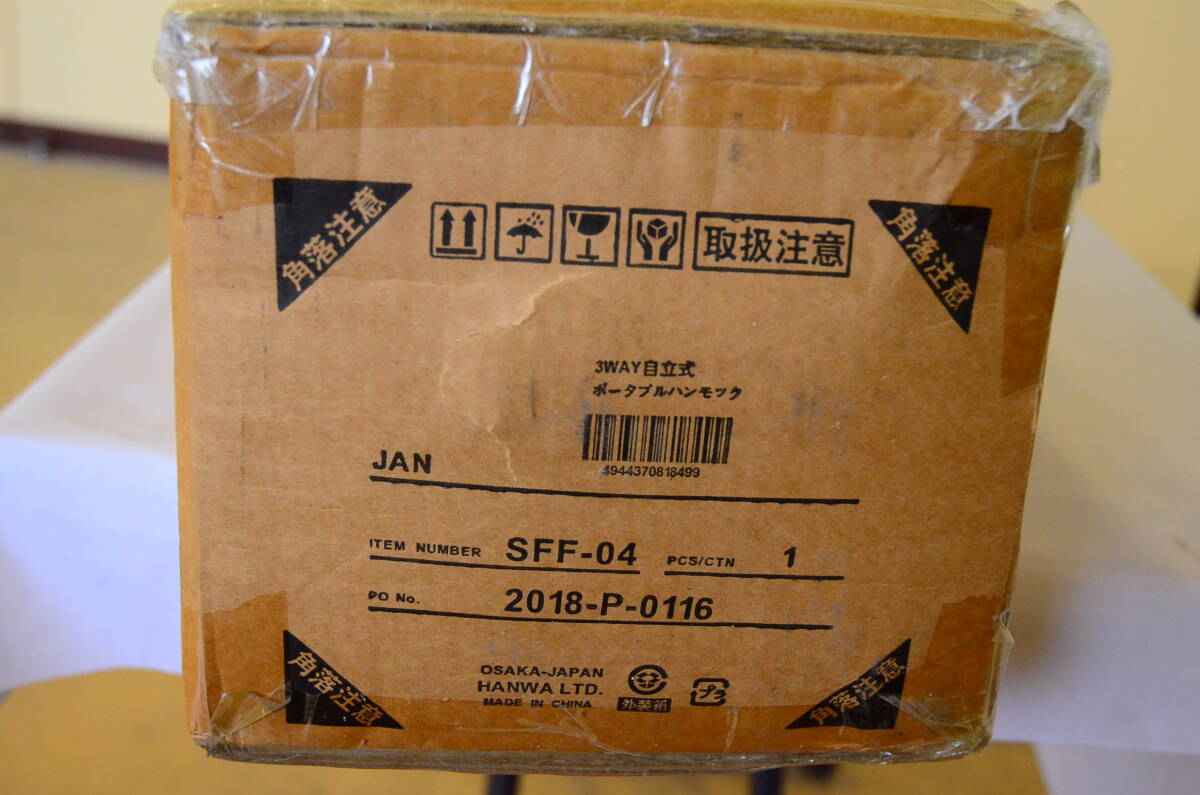 角落注意
取扱注意
角落注意
3WAY自立式
ポータブルハンモック
4944370818499
JAN
ITEM NUMBER SFF-04 PCS/CTN 1
PO No. 2018-P-0116
角落注意
OSAKA-JAPAN
HANWA LTD.
MADE IN CHINA
外装箱
プラ
角落注意